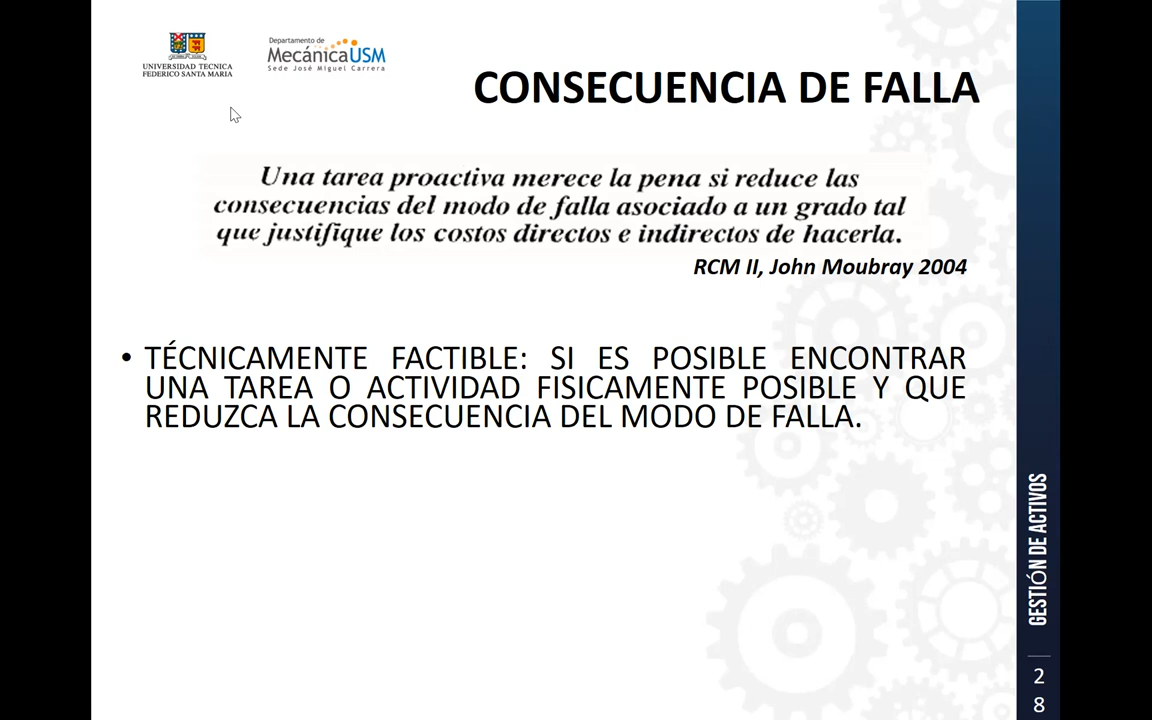 UNIVERSIDAD TECNICA
FEDERICO SANTA MARIA
Departamento de
MecánicaUSM
Sede José Miguel Carrera
CONSECUENCIA DE FALLA
Una tarea proactiva merece la pena si reduce las
consecuencias del modo de falla asociado a un grado tal
que justifique los costos directos e indirectos de hacerla.
RCM II, John Moubray 2004
• TÉCNICAMENTE FACTIBLE: SI ES POSIBLE ENCONTRAR
UNA TAREA O ACTIVIDAD FISICAMENTE POSIBLE Y QUE
REDUZCA LA CONSECUENCIA DEL MODO DE FALLA.
GESTIÓN DE ACTIVOS
2
8